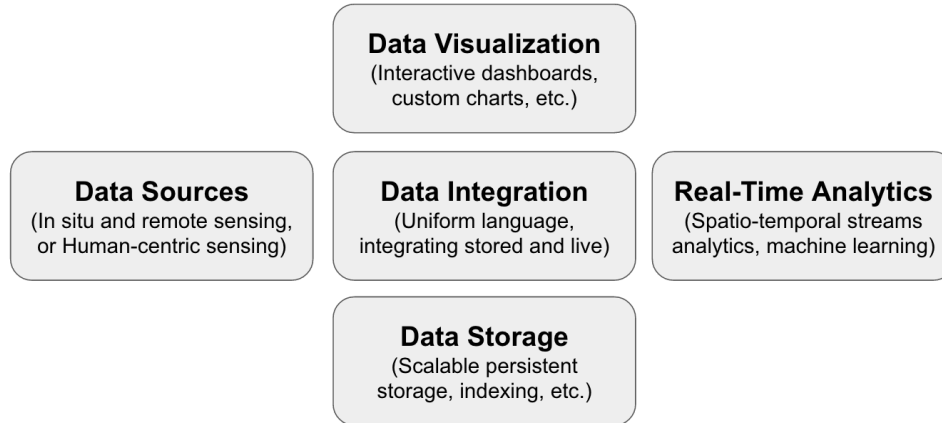 Data Visualization
(Interactive dashboards,
custom charts, etc.)
Data Sources
(In situ and remote sensing,
or Human-centric sensing)
Data Integration
(Uniform language,
integrating stored and live)
Real-Time Analytics
(Spatio-temporal streams
analytics, machine learning)
Data Storage
(Scalable persistent
storage, indexing, etc.)